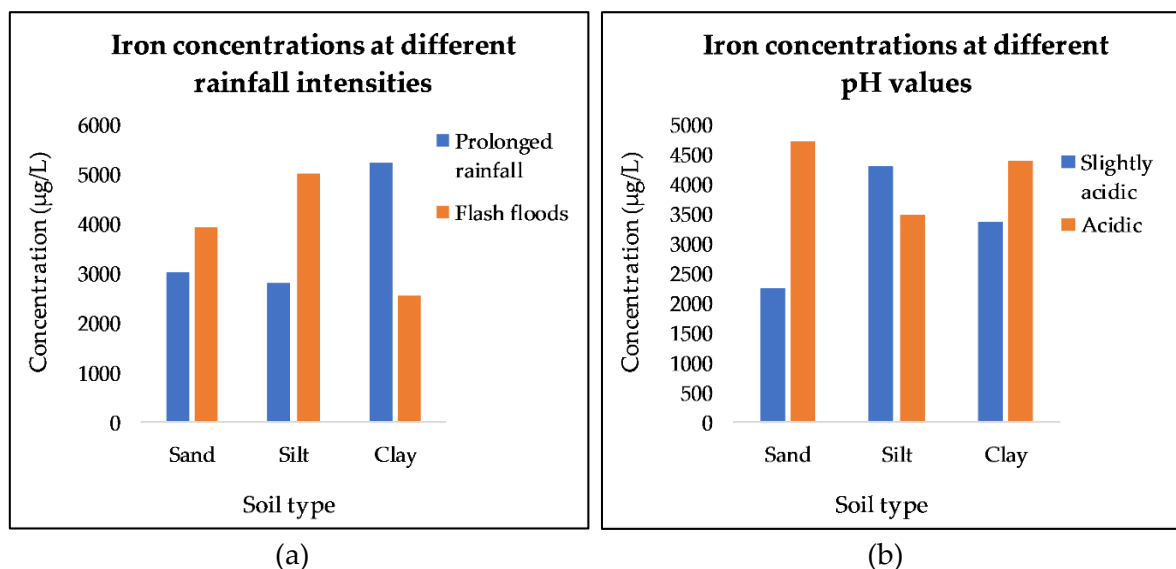 Iron concentrations at different
rainfall intensities
6000
5000
4000
3000
2000
1000
0
Concentration (µg/L)
Prolonged
rainfall
Flash floods
Sand Silt Clay
Soil type
(a)
Iron concentrations at different
pH values
5000
4500
4000
3500
3000
2500
2000
1500
1000
500
0
Concentration (µg/L)
Slightly
acidic
Acidic
Sand Silt Clay
Soil type
(b)